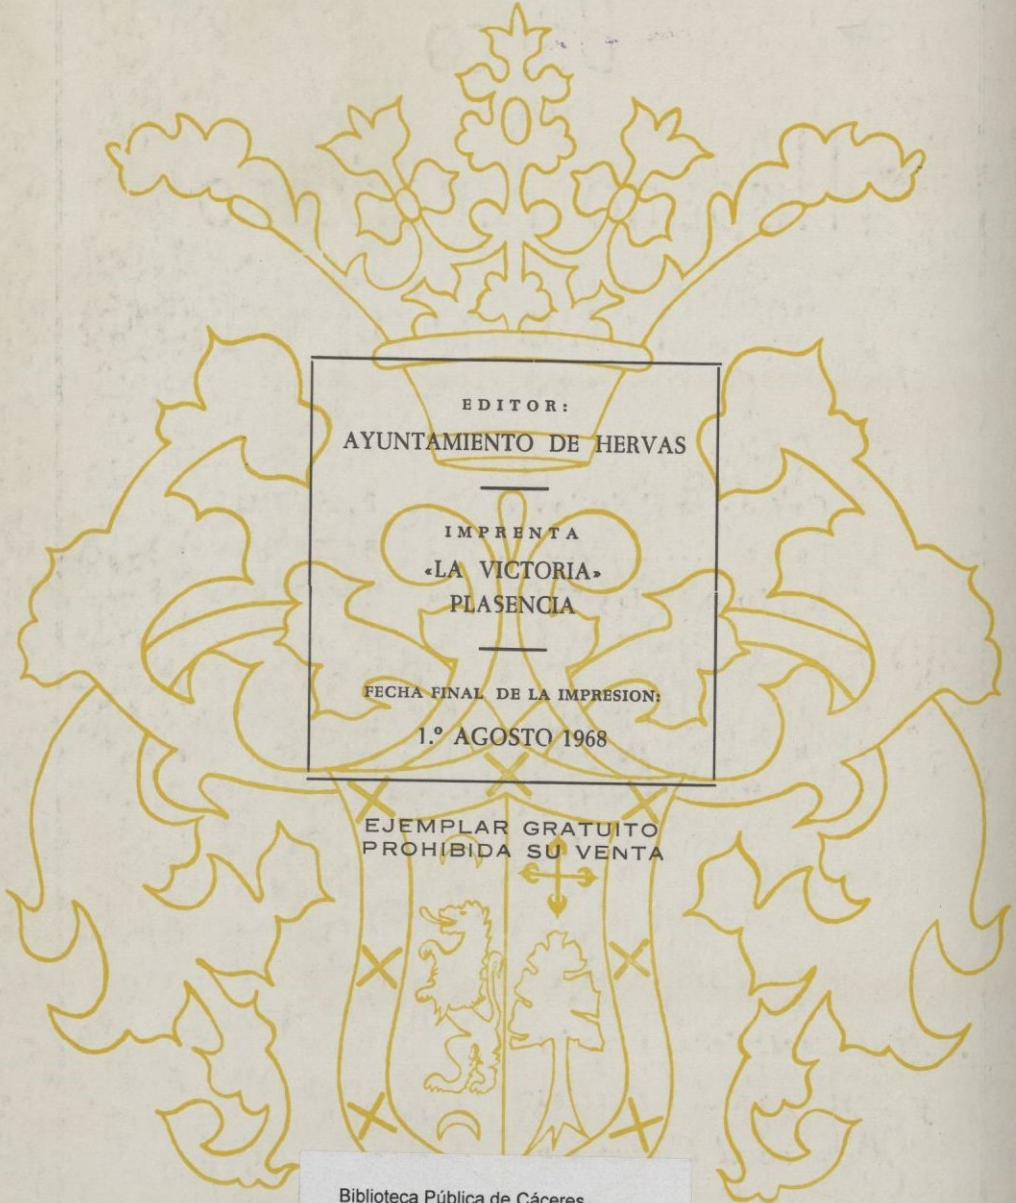 EDITOR:
AYUNTAMIENTO DE HERVAS
IMPRENTA
«LA VICTORIA»
PLASENCIA
FECHA FINAL DE LA IMPRESION:
1.º AGOSTO 1968
EJEMPLAR GRATUITO
PROHIBIDA SU VENTA
Biblioteca Pública de Cáceres